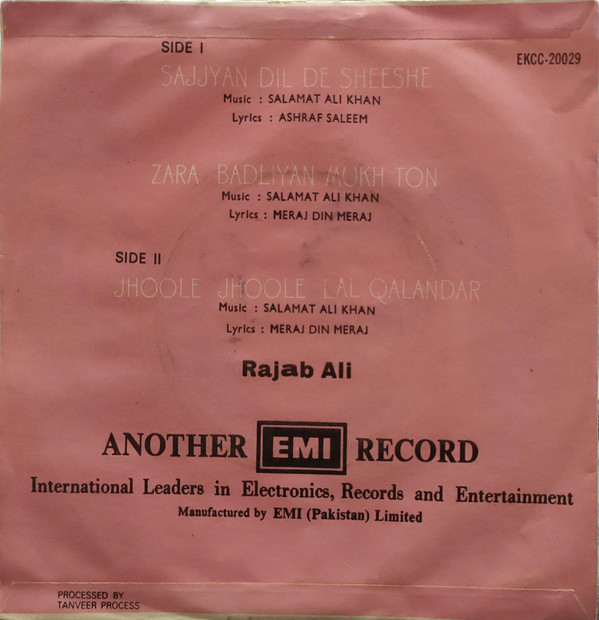 SIDE I
EKCC-20029
SAJJYAN DIL DE SHEESHE
Music : SALAMAT ALI KHAN
Lyrics : ASHRAF SALEEM
ZARA BADLIYAN MUKH TON
Music : SALAMAT ALI KHAN
Lyrics : MERAJ DIN MERAJ
SIDE II
JHOOLE JHOOLE LAL QALANDAR
Music : SALAMAT ALI KHAN
Lyrics : MERAJ DIN MERAJ
Rajab Ali
ANOTHER EMI RECORD
International Leaders in Electronics, Records and Entertainment
Manufactured by EMI (Pakistan) Limited
PROCESSED BY
TANVEER PROCESS